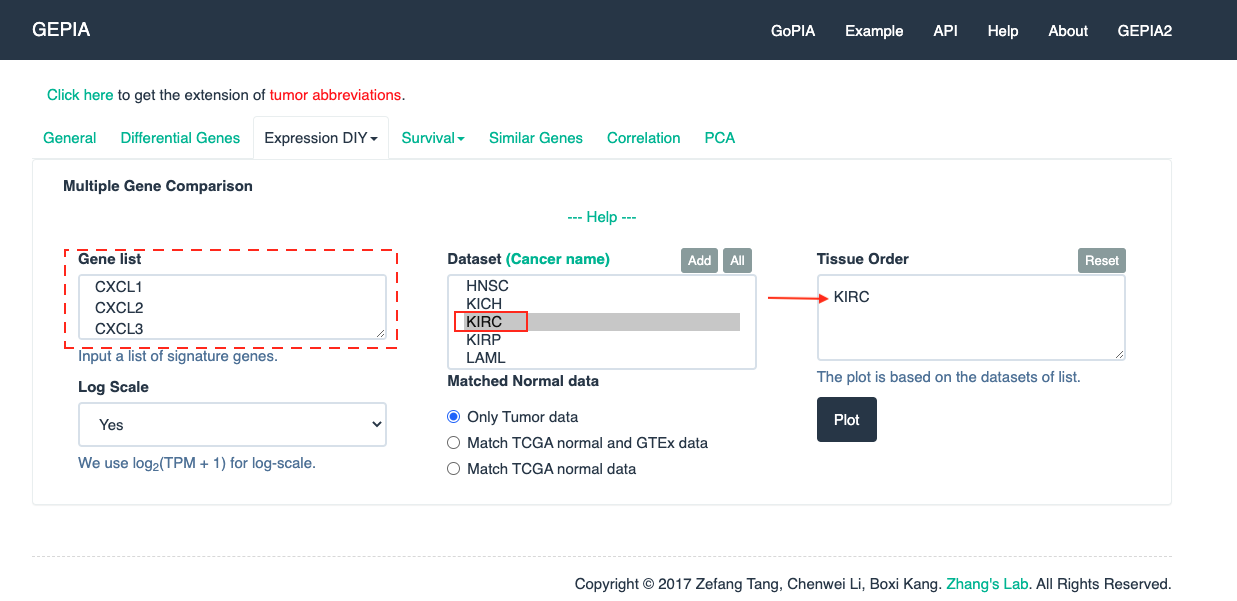 GEPIA
GoPIA Example API Help About GEPIA2
Click here to get the extension of tumor abbreviations.
General Differential Genes Expression DIY Survival Similar Genes Correlation PCA
Multiple Gene Comparison
--- Help ---
Gene list
CXCL1
CXCL2
CXCL3
Input a list of signature genes.
Log Scale
Yes
We use log₂(TPM + 1) for log-scale.
Dataset (Cancer name) Add All
HNSC
KICH
KIRC
KIRP
LAML
Matched Normal data
Only Tumor data
Match TCGA normal and GTEx data
Match TCGA normal data
Tissue Order Reset
KIRC
The plot is based on the datasets of list.
Plot
Copyright © 2017 Zefang Tang, Chenwei Li, Boxi Kang. Zhang's Lab. All Rights Reserved.